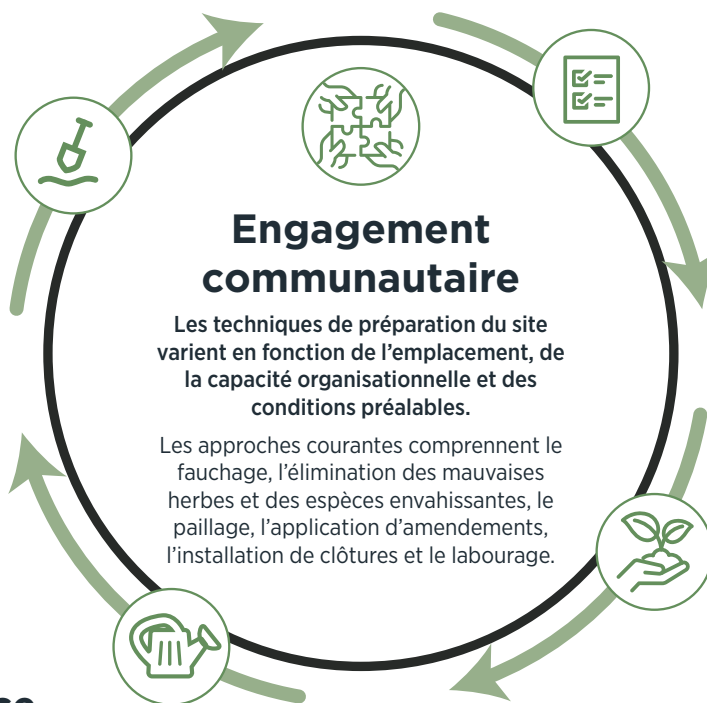 Engagement
communautaire
Les techniques de préparation du site
varient en fonction de l’emplacement, de
la capacité organisationnelle et des
conditions préalables.
Les approches courantes comprennent le
fauchage, l’élimination des mauvaises
herbes et des espèces envahissantes, le
paillage, l’application d’amendements,
l’installation de clôtures et le labourage.